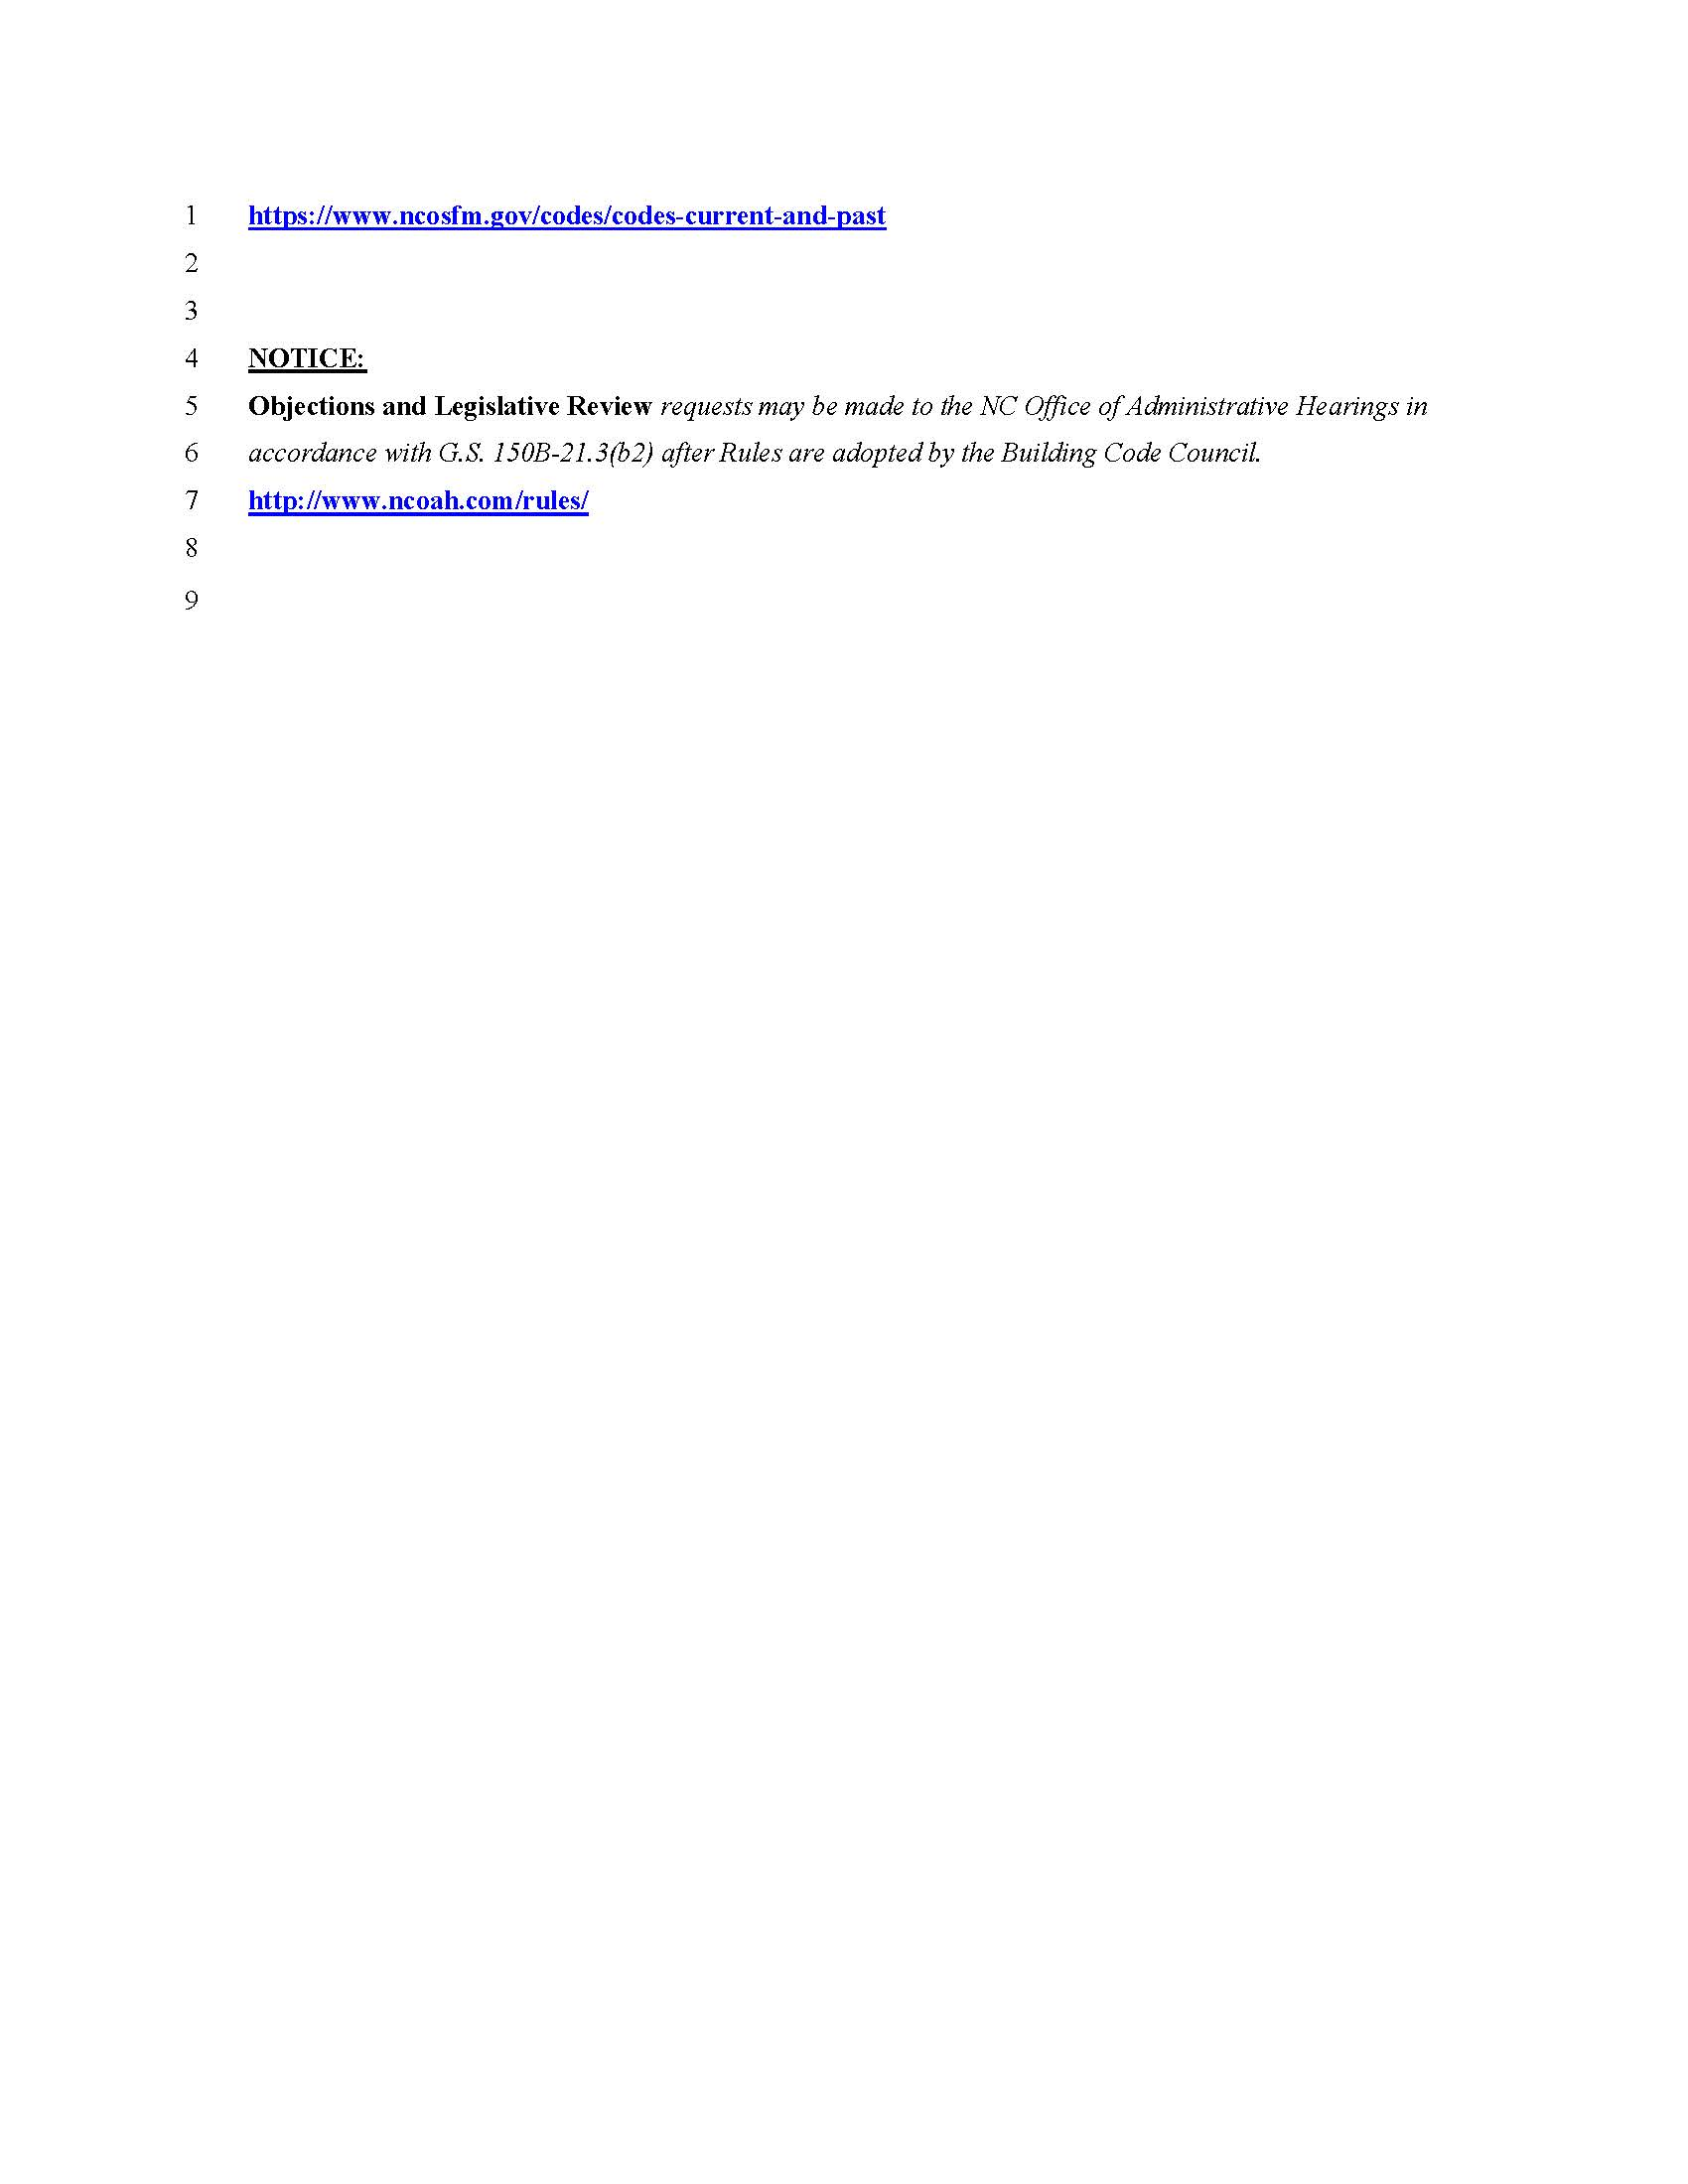 1 https://www.ncosfm.gov/codes/codes-current-and-past
2
3
4 NOTICE:
5 Objections and Legislative Review requests may be made to the NC Office of Administrative Hearings in
6 accordance with G.S. 150B-21.3(b2) after Rules are adopted by the Building Code Council.
7 http://www.ncoah.com/rules/
8
9